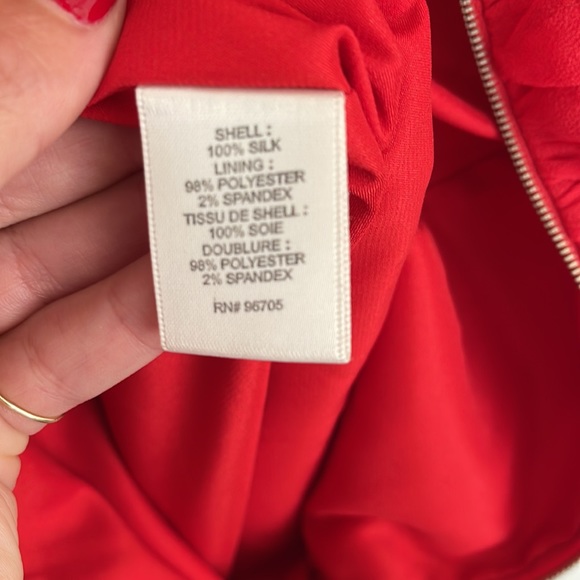 SHELL :
100% SILK
LINING :
98% POLYESTER
2% SPANDEX
TISSU DE SHELL :
100% SOIE
DOUBLURE :
98% POLYESTER
2% SPANDEX
RN# 96705